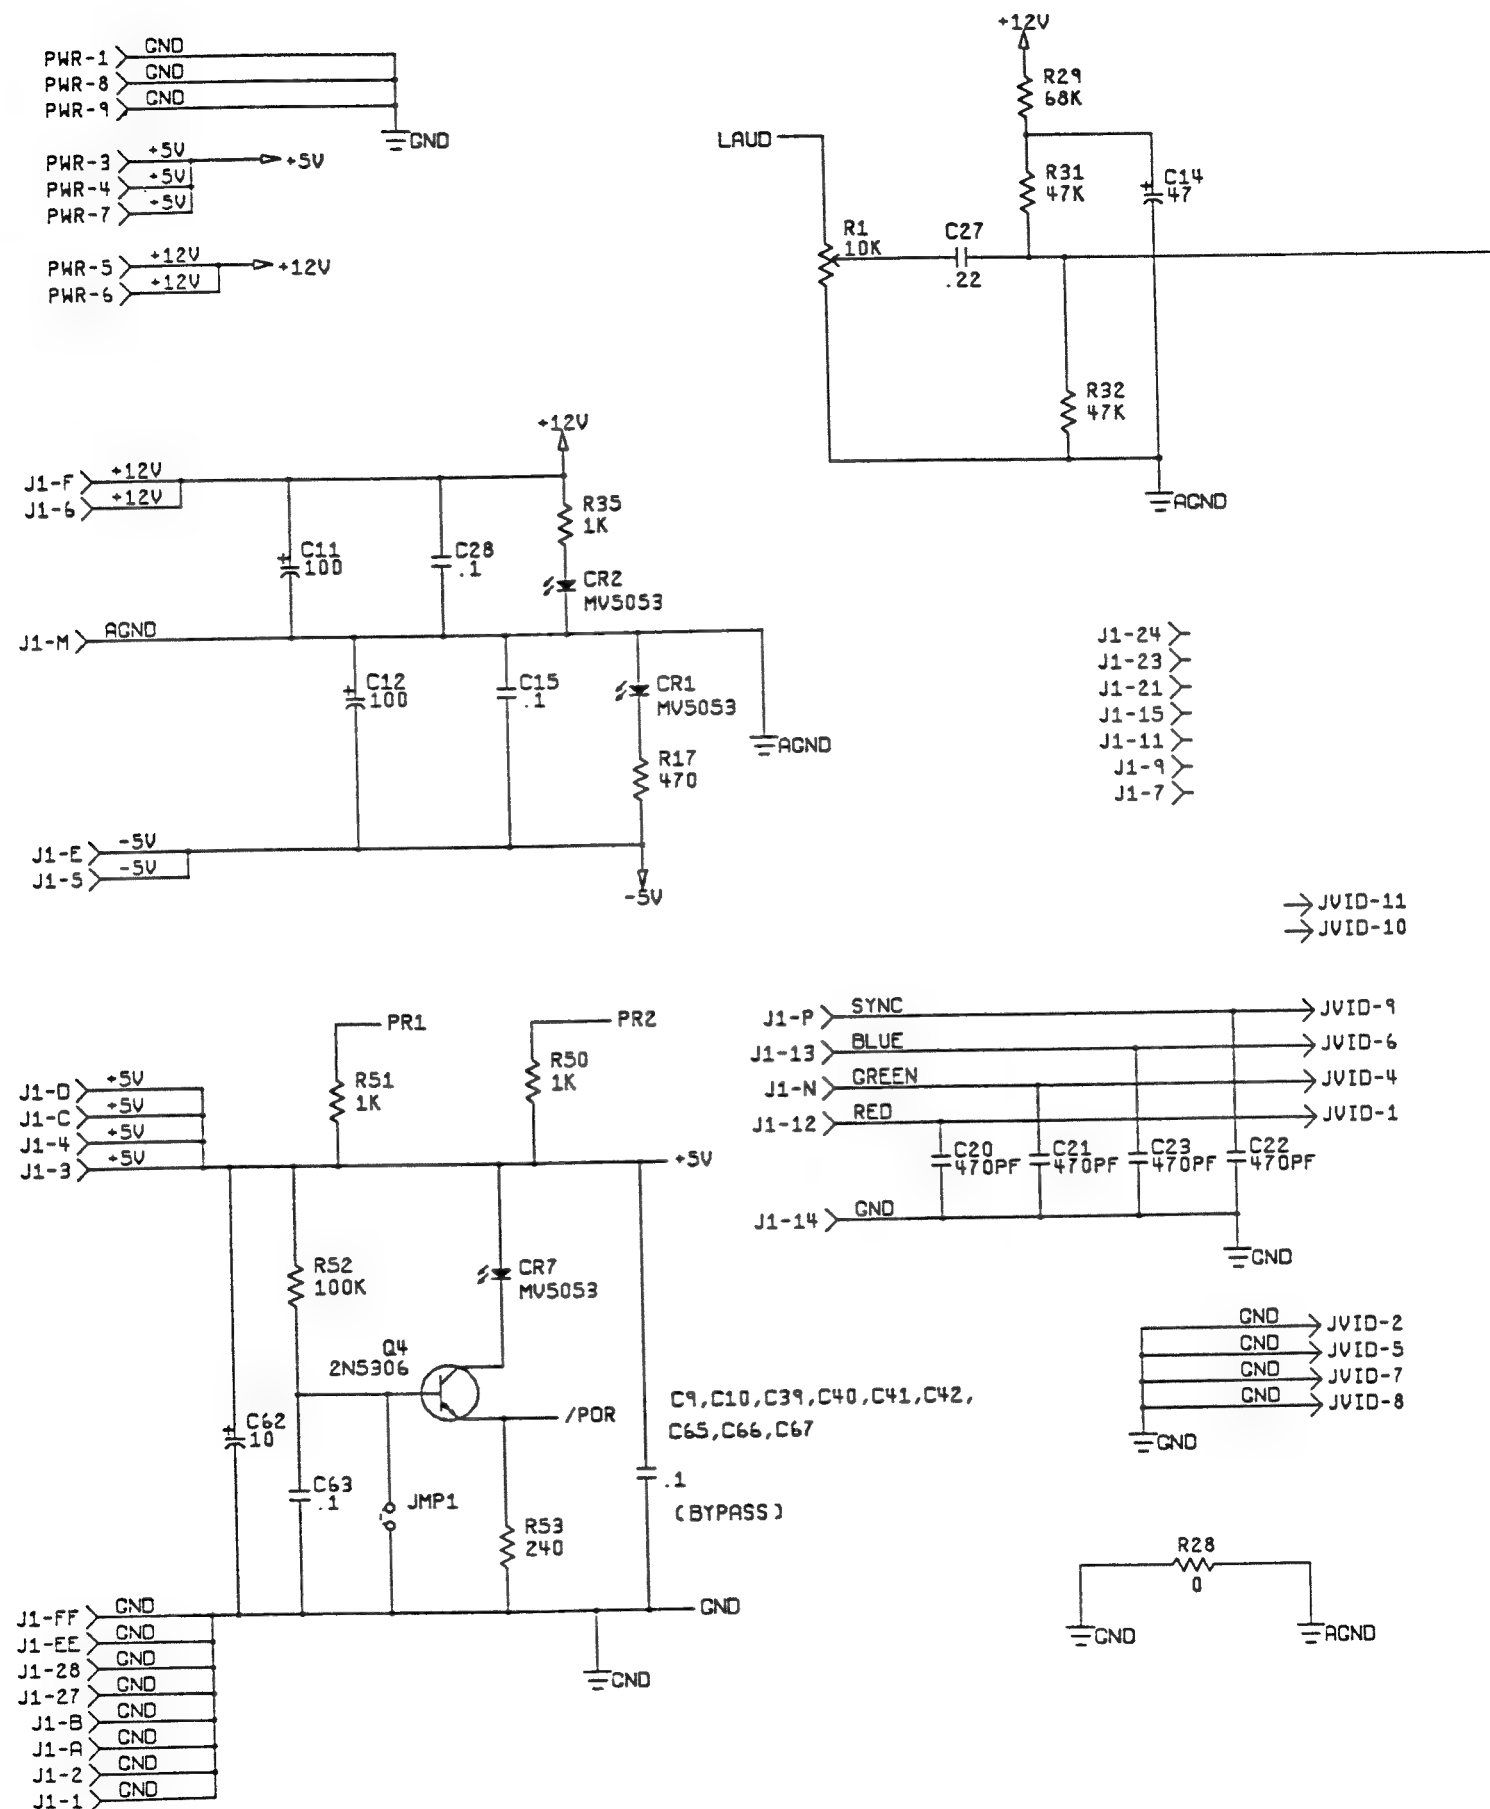 PWR-1 GND
PWR-8 GND
PWR-9 GND
GND
PWR-3 +5V
+5V
PWR-4 +5V
PWR-7 +5V
PWR-5 +12V
+12V
PWR-6 +12V
+12V
R29
68K
LAUD
R31
47K
+ C14
47
R1
10K
C27
.22
R32
47K
AGND
+12V
J1-F +12V
J1-6 +12V
R35
1K
+ C11
100
C28
.1
CR2
MV5053
J1-M AGND
+ C12
100
C15
.1
CR1
MV5053
AGND
R17
470
J1-E -5V
J1-5 -5V
-5V
J1-24
J1-23
J1-21
J1-15
J1-11
J1-9
J1-7
JVID-11
JVID-10
J1-P SYNC JVID-9
J1-13 BLUE JVID-6
J1-N GREEN JVID-4
J1-12 RED JVID-1
C20
470PF
C21
470PF
C23
470PF
C22
470PF
J1-14 GND
GND
PR1
PR2
R51
1K
R50
1K
J1-D +5V
J1-C +5V
J1-4 +5V
J1-3 +5V
+5V
R52
100K
CR7
MV5053
Q4
2N5306
/POR
+ C62
10
C63
.1
JMP1
R53
240
C9,C10,C39,C40,C41,C42,
C65,C66,C67
.1
(BYPASS)
GND JVID-2
GND JVID-5
GND JVID-7
GND JVID-8
GND
R28
0
GND
AGND
J1-FF GND
GND
J1-EE GND
J1-28 GND
J1-27 GND
J1-B GND
J1-A GND
J1-2 GND
J1-1 GND
GND